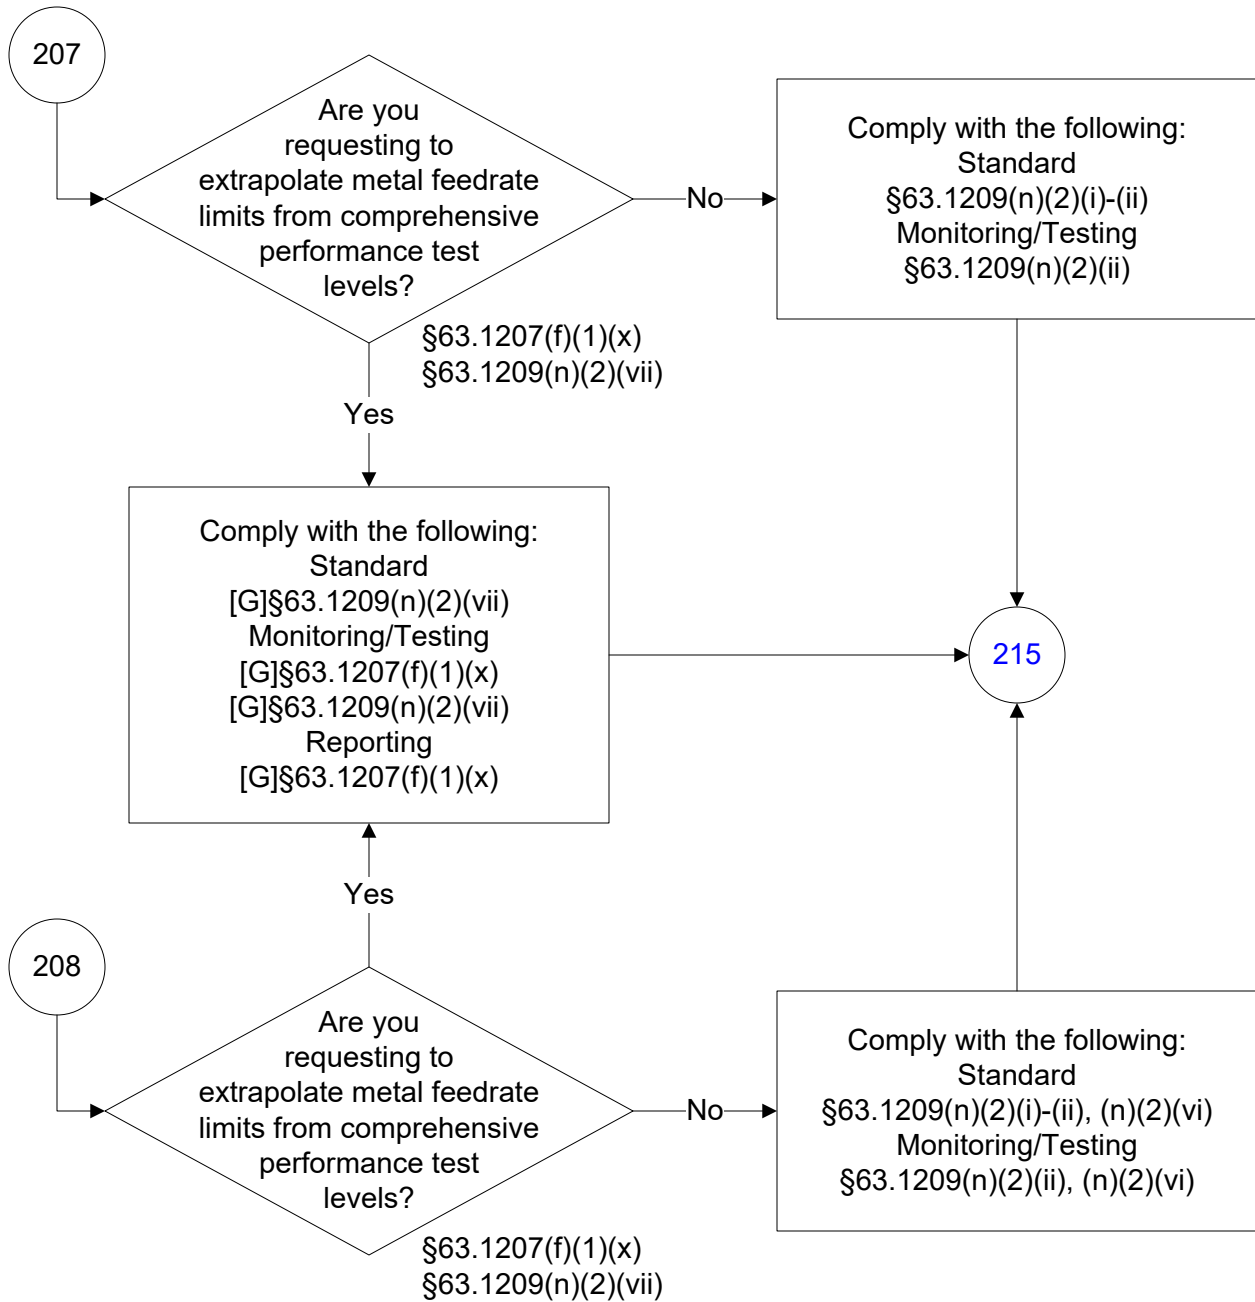 207
Are you
requesting to
extrapolate metal feedrate
limits from comprehensive
performance test
levels?
No
Comply with the following:
Standard
§63.1209(n)(2)(i)-(ii)
Monitoring/Testing
§63.1209(n)(2)(ii)
§63.1207(f)(1)(x)
§63.1209(n)(2)(vii)
Yes
Comply with the following:
Standard
[G]§63.1209(n)(2)(vii)
Monitoring/Testing
[G]§63.1207(f)(1)(x)
[G]§63.1209(n)(2)(vii)
Reporting
[G]§63.1207(f)(1)(x)
215
Yes
208
Are you
requesting to
extrapolate metal feedrate
limits from comprehensive
performance test
levels?
No
Comply with the following:
Standard
§63.1209(n)(2)(i)-(ii), (n)(2)(vi)
Monitoring/Testing
§63.1209(n)(2)(ii), (n)(2)(vi)
§63.1207(f)(1)(x)
§63.1209(n)(2)(vii)